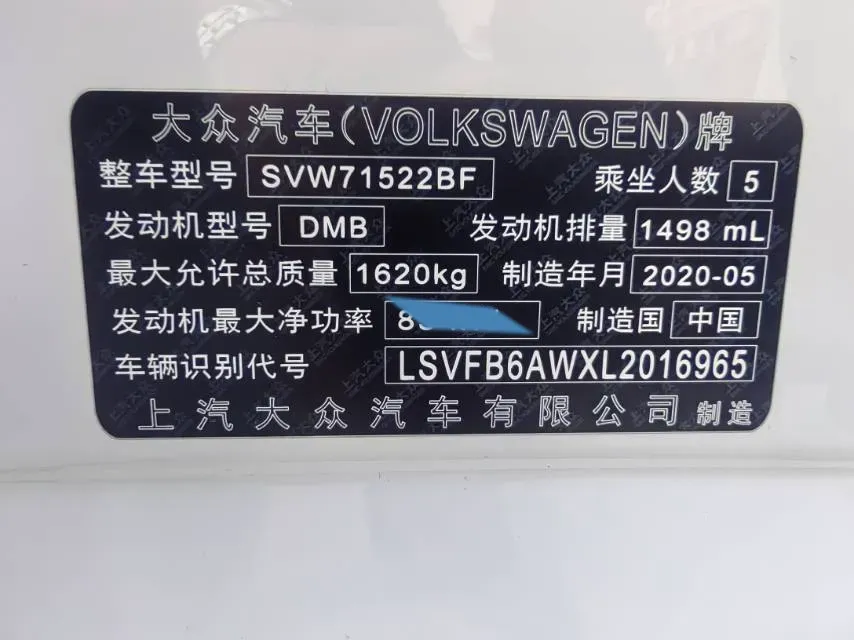 大众汽车(VOLKSWAGEN)牌
整车型号 SVW71522BF 乘坐人数 5
发动机型号 DMB 发动机排量 1498 mL
最大允许总质量 1620kg 制造年月 2020-05
发动机最大净功率 制造国 中国
车辆识别代号 LSVFB6AWXL2016965
上汽大众汽车有限公司 制造